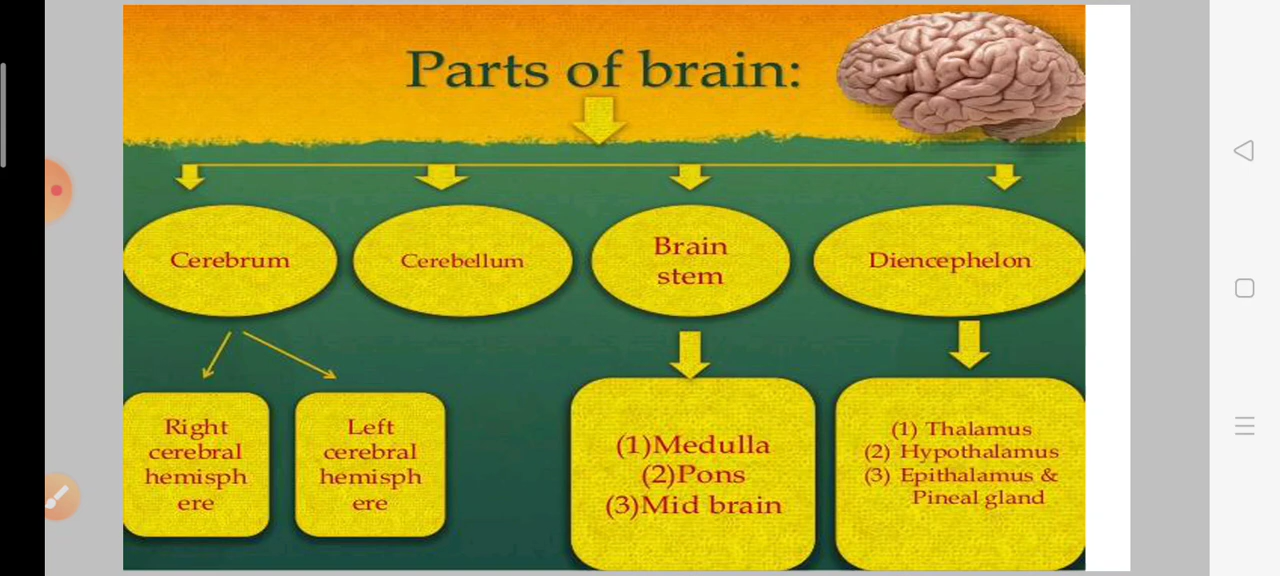 Parts of brain:
Cerebrum
Cerebellum
Brain
stem
Diencephelon
Right
cerebral
hemisph
ere
Left
cerebral
hemisph
ere
(1)Medulla
(2)Pons
(3)Mid brain
(1) Thalamus
(2) Hypothalamus
(3) Epithalamus &
Pineal gland